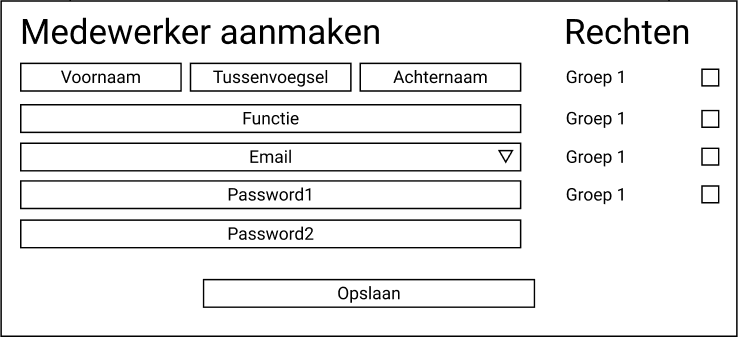 Medewerker aanmaken
Rechten
Voornaam Tussenvoegsel Achternaam
Groep 1
Functie
Groep 1
Email
Groep 1
Password1
Groep 1
Password2
Opslaan